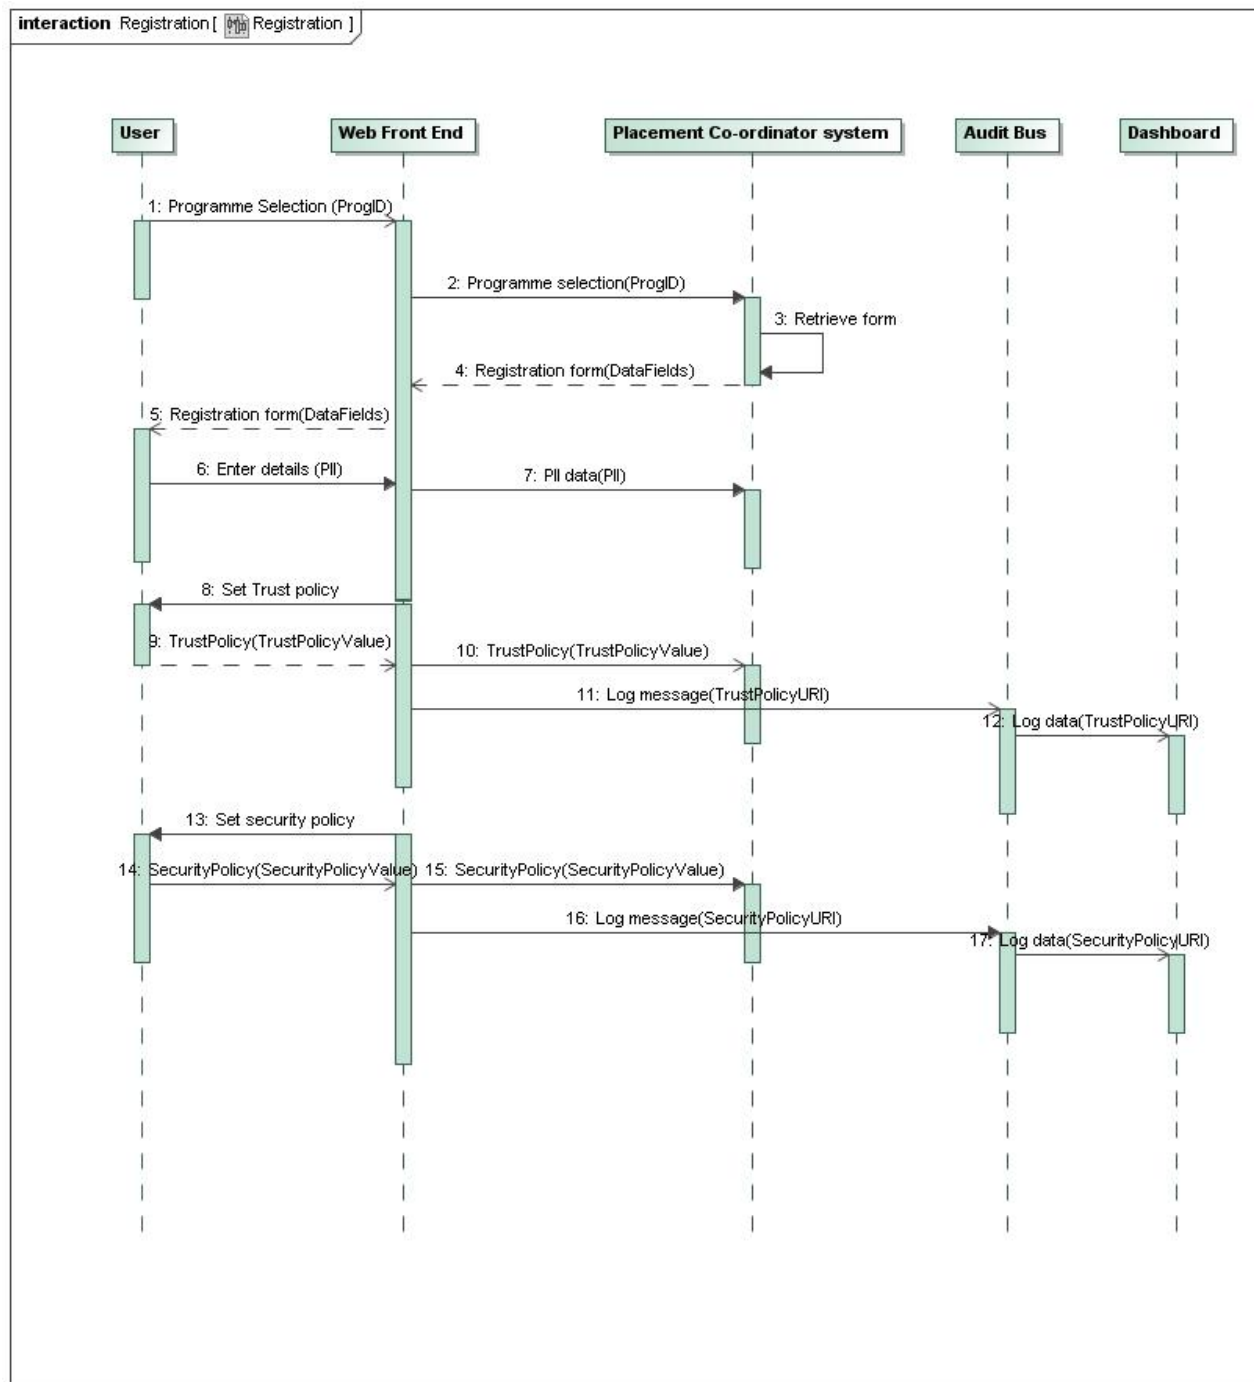 interaction Registration [ Registration ]
User
Web Front End
Placement Co-ordinator system
Audit Bus
Dashboard
1: Programme Selection (ProgID)
2: Programme selection(ProgID)
3: Retrieve form
4: Registration form(DataFields)
5: Registration form(DataFields)
6: Enter details (PII)
7: PII data(PII)
8: Set Trust policy
9: TrustPolicy(TrustPolicyValue)
10: TrustPolicy(TrustPolicyValue)
11: Log message(TrustPolicyURI)
12: Log data(TrustPolicyURI)
13: Set security policy
14: SecurityPolicy(SecurityPolicyValue)
15: SecurityPolicy(SecurityPolicyValue)
16: Log message(SecurityPolicyURI)
17: Log data(SecurityPolicyURI)